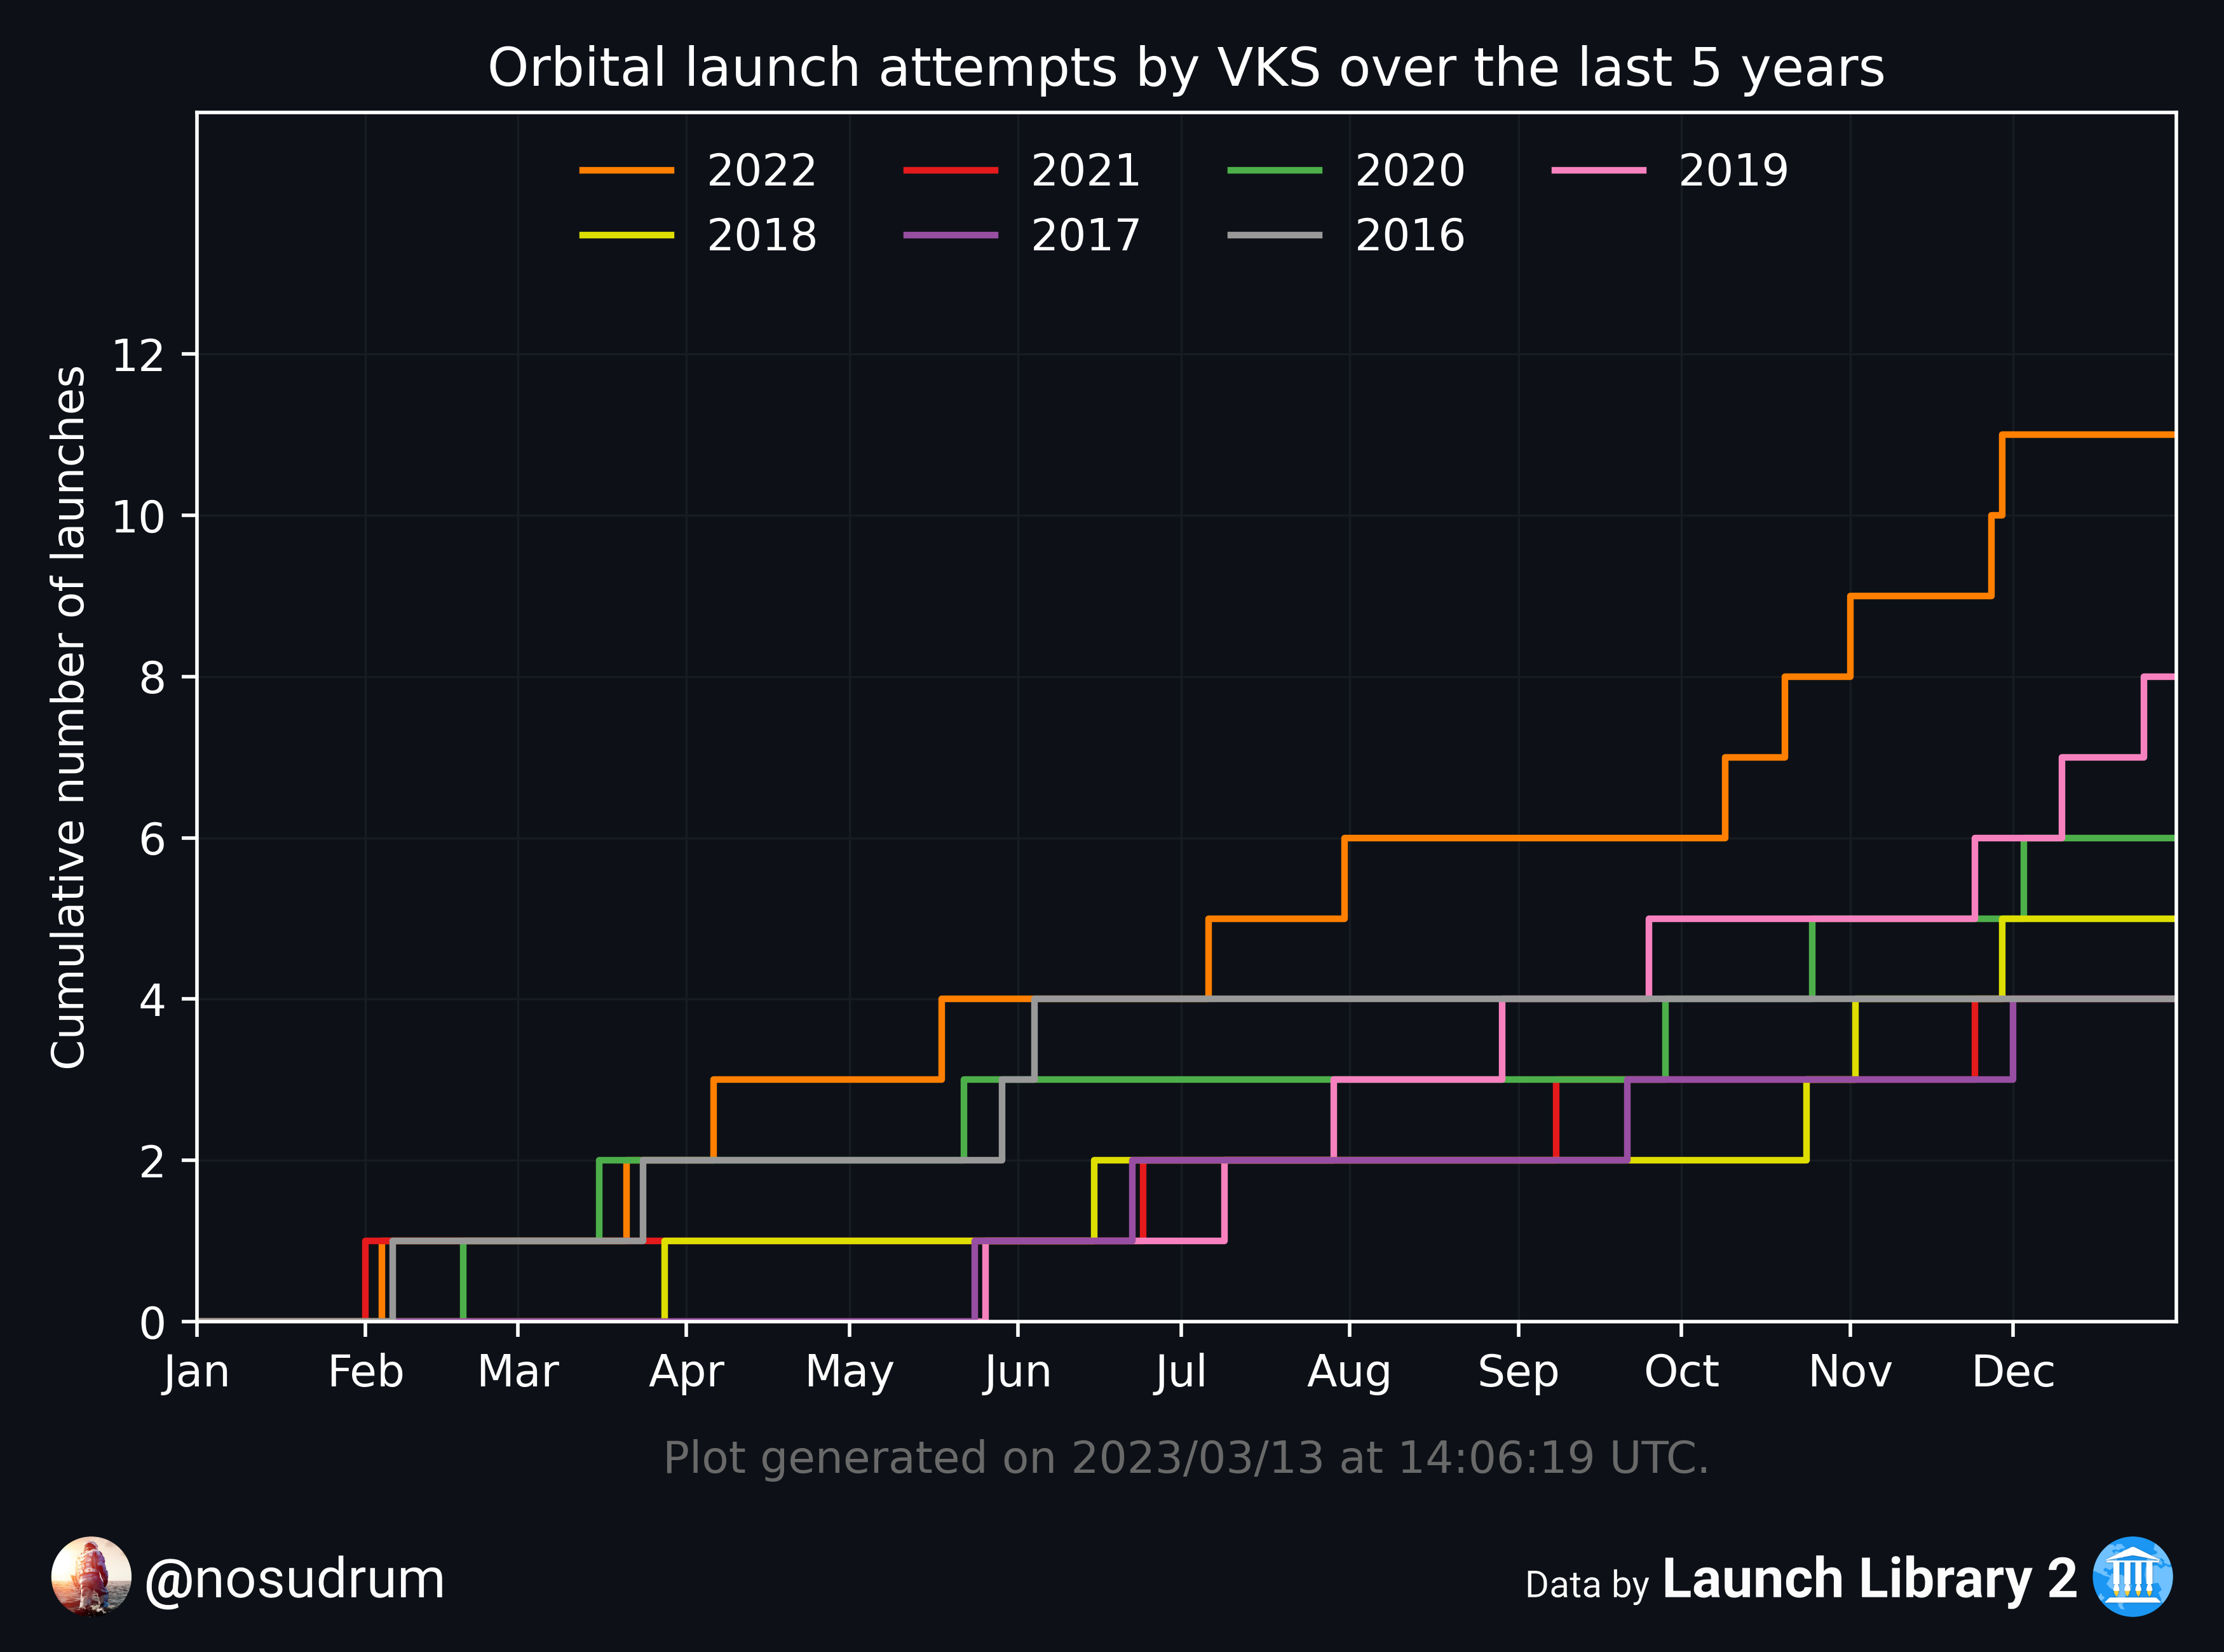 Orbital launch attempts by VKS over the last 5 years
2022 2021 2020 2019
2018 2017 2016
Cumulative number of launches
12
10
8
6
4
2
0
Jan Feb Mar Apr May Jun Jul Aug Sep Oct Nov Dec
Plot generated on 2023/03/13 at 14:06:19 UTC.
@nosudrum
Data by Launch Library 2